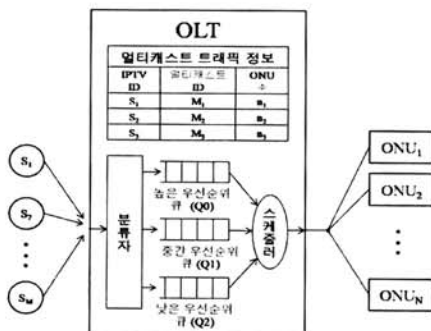 OLT
멀티캐스트 트래픽 정보
IPTV ID 멀티캐스트 ID ONU 수
S₁ M₁ n₁
S₂ M₂ n₂
S₃ M₃ n₃
S₁
S₇
S_M
분류자
높은 우선순위
큐 (Q0)
중간 우선순위
큐 (Q1)
낮은 우선순위
큐 (Q2)
스케줄러
ONU₁
ONU₂
ONU_N